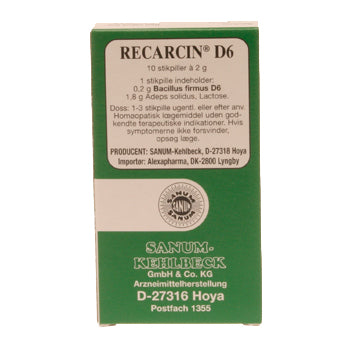 RECARCIN® D6
10 stikpiller à 2 g
1 stikpille indeholder:
0,2 g Bacillus firmus D6
1,8 g Adeps solidus, Lactose.
Doss: 1-3 stikpille ugentl. eller efter anv.
Homøopatisk lægemiddel uden god-
kendte terapeutiske indikationer. Hvis
symptomerne ikke forsvinder,
opsøg læge.
PRODUCENT: SANUM-Kehlbeck, D-27318 Hoya
Importør: Alexapharma, DK-2800 Lyngby
SANUM
SANUM-
KEHLBECK
GmbH & Co. KG
Arzneimittelherstellung
D-27316 Hoya
Postfach 1355